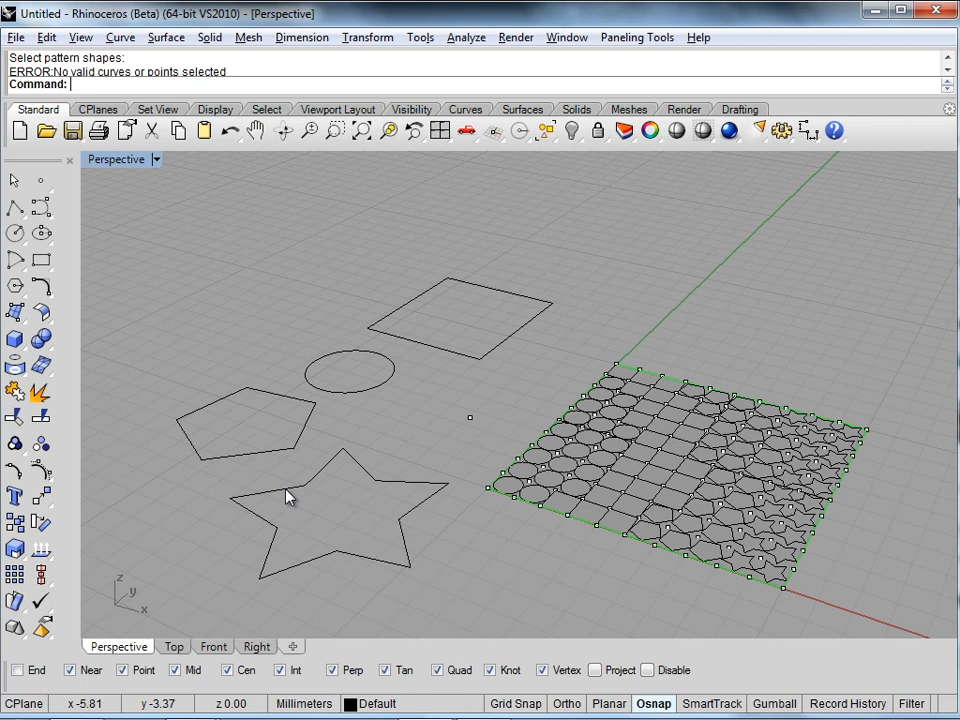 Untitled - Rhinoceros (Beta) (64-bit VS2010) - [Perspective]
File Edit View Curve Surface Solid Mesh Dimension Transform Tools Analyze Render Window Paneling Tools Help
Select pattern shapes:
ERROR:No valid curves or points selected
Command:
Standard CPlanes Set View Display Select Viewport Layout Visibility Curves Surfaces Solids Meshes Render Drafting
Perspective
z
y
x
Perspective Top Front Right
End Near Point Mid Cen Int Perp Tan Quad Knot Vertex Project Disable
CPlane x -5.81 y -3.37 z 0.00 Millimeters Default Grid Snap Ortho Planar Osnap SmartTrack Gumball Record History Filter